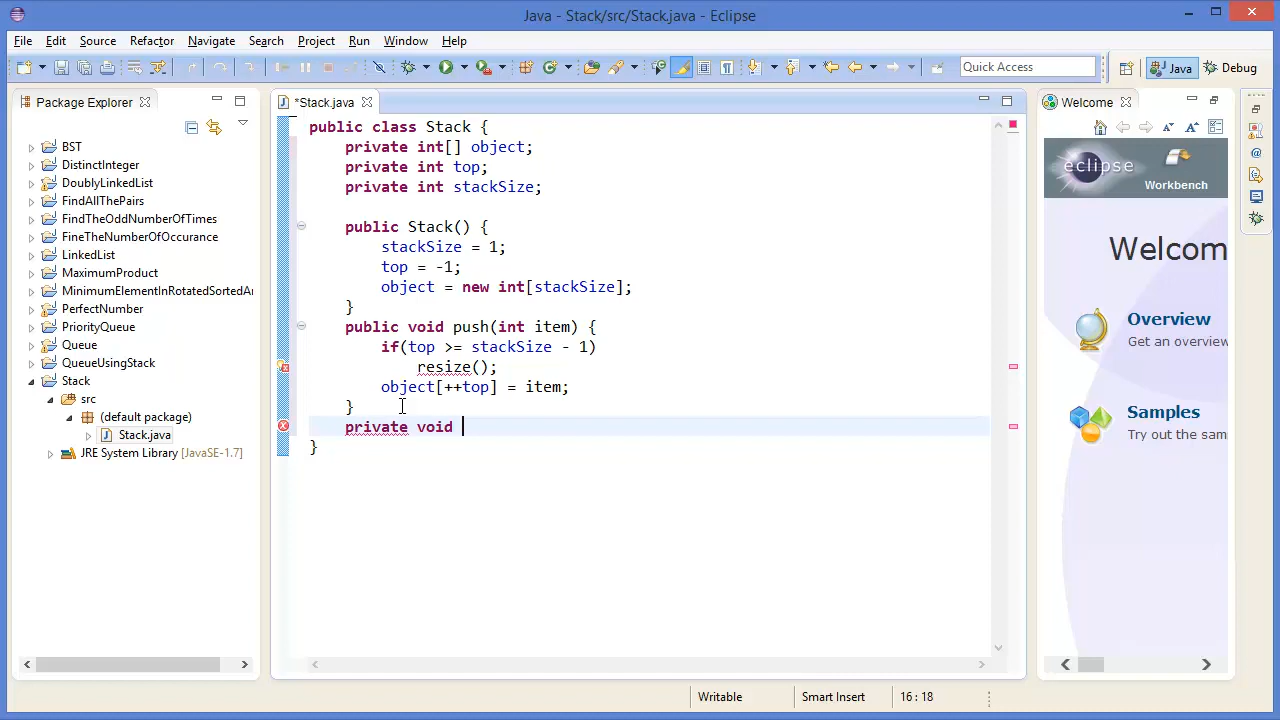 Java - Stack/src/Stack.java - Eclipse
File Edit Source Refactor Navigate Search Project Run Window Help
Quick Access
Java
Debug
Package Explorer
*Stack.java
Welcome
BST
DistinctInteger
DoublyLinkedList
FindAllThePairs
FindTheOddNumberOfTimes
FineTheNumberOfOccurance
LinkedList
MaximumProduct
MinimumElementInRotatedSortedAr
PerfectNumber
PriorityQueue
Queue
QueueUsingStack
Stack
src
(default package)
Stack.java
JRE System Library [JavaSE-1.7]
public class Stack {
private int[] object;
private int top;
private int stackSize;
public Stack() {
stackSize = 1;
top = -1;
object = new int[stackSize];
}
public void push(int item) {
if(top >= stackSize - 1)
resize();
object[++top] = item;
}
private void
}
eclipse
Workbench
Welcom
Overview
Get an overview
Samples
Try out the sam
Writable
Smart Insert
16 : 18